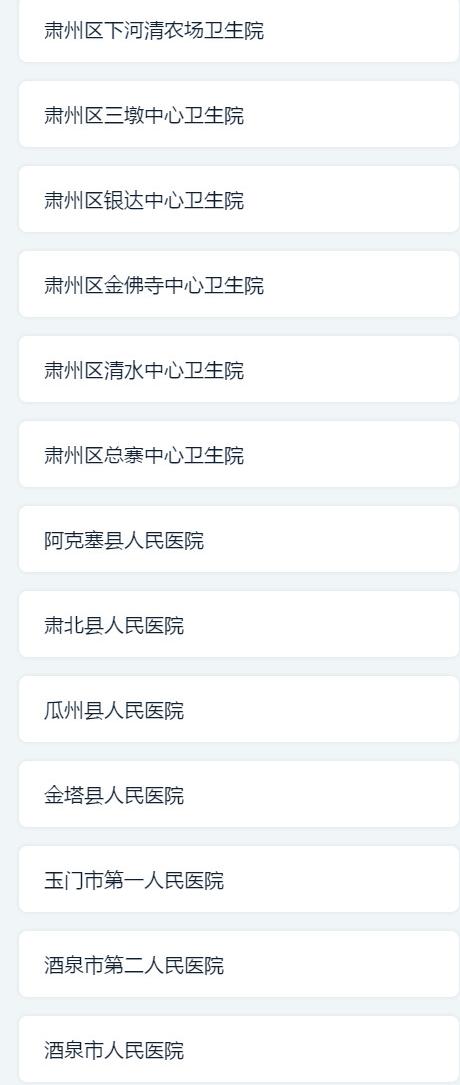 肃州区下河清农场卫生院
肃州区三墩中心卫生院
肃州区银达中心卫生院
肃州区金佛寺中心卫生院
肃州区清水中心卫生院
肃州区总寨中心卫生院
阿克塞县人民医院
肃北县人民医院
瓜州县人民医院
金塔县人民医院
玉门市第一人民医院
酒泉市第二人民医院
酒泉市人民医院